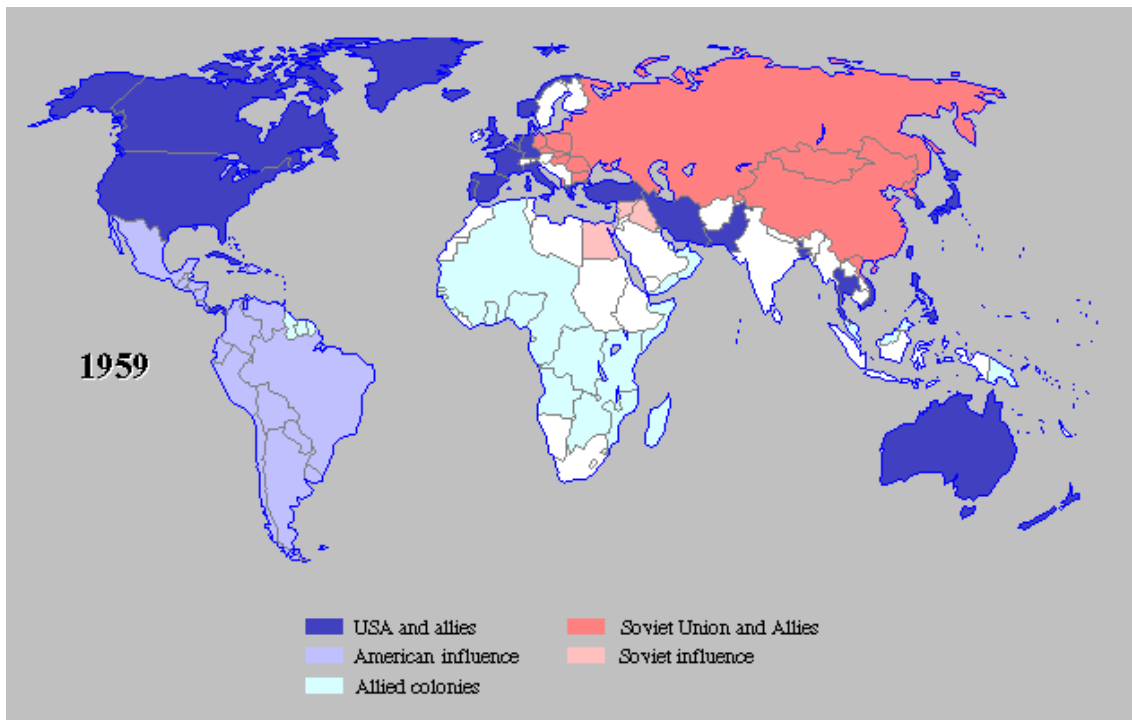 1959
USA and allies
Soviet Union and Allies
American influence
Soviet influence
Allied colonies